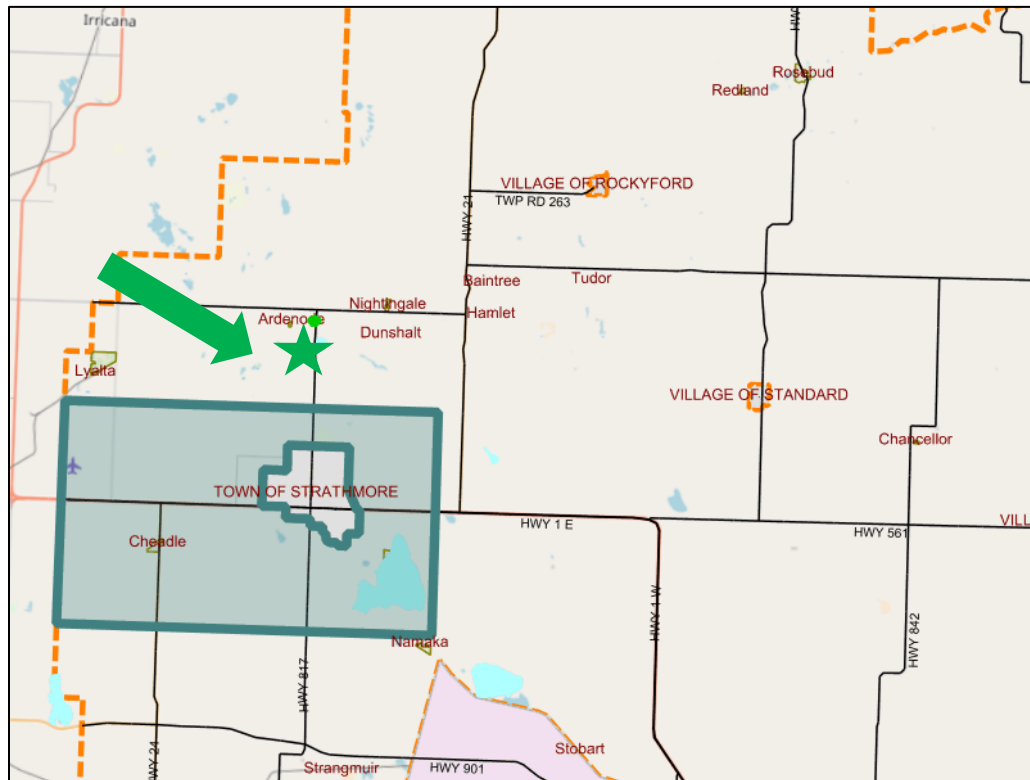 Irricana
HWY
Rosebud
Redland
VILLAGE OF ROCKYFORD
TWP RD 263
HWY 21
Baintree
Tudor
Nightingale
Hamlet
Dunshalt
Lyalta
VILLAGE OF STANDARD
Chancellor
TOWN OF STRATHMORE
HWY 1 E
VILL
HWY 561
Cheadle
HWY 1 W
HWY 842
Namaka
HWY 817
Stobart
HWY 24
Strangmuir
HWY 901